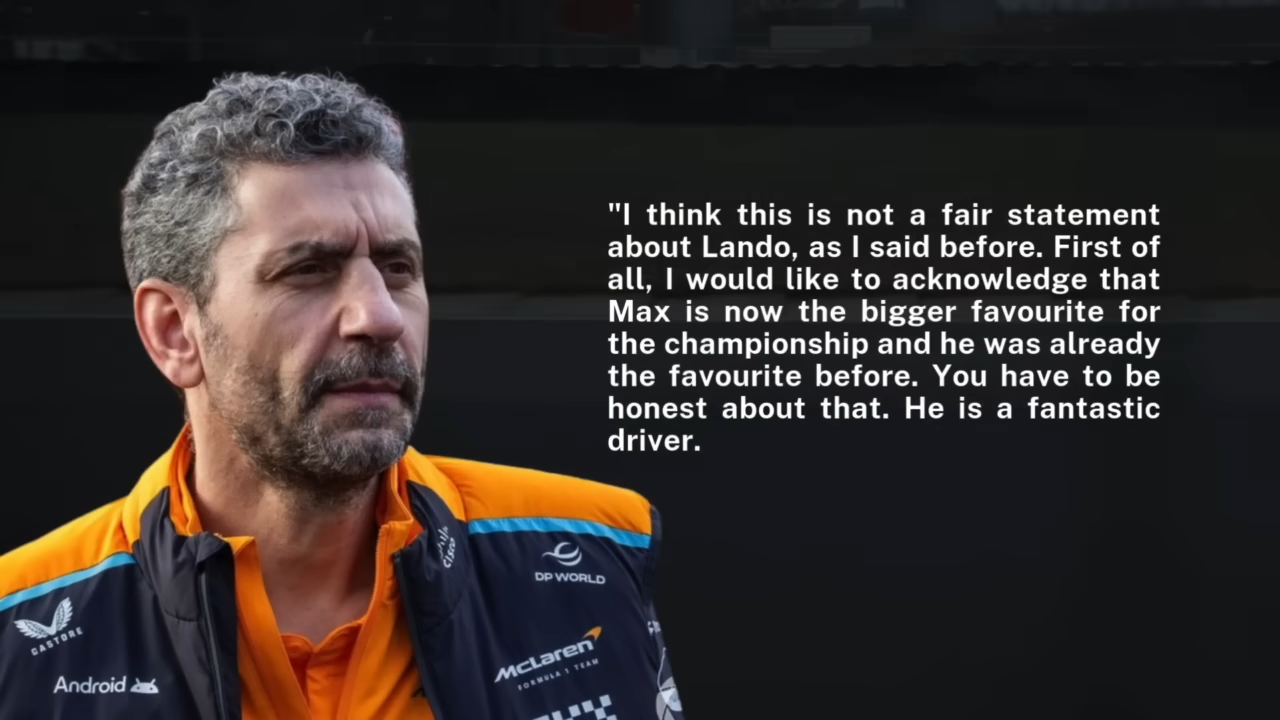 "I think this is not a fair statement
about Lando, as I said before. First of
all, I would like to acknowledge that
Max is now the bigger favourite for
the championship and he was already
the favourite before. You have to be
honest about that. He is a fantastic
driver.
CISCO
DP WORLD
CASTORE
McLaren
FORMULA 1 TEAM
Android